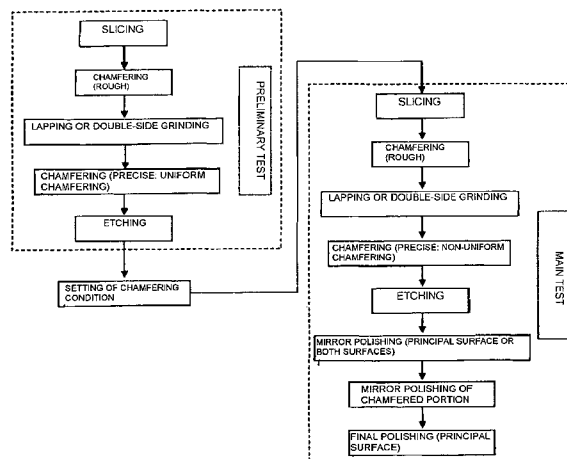 SLICING
CHAMFERING
(ROUGH)
LAPPING OR DOUBLE-SIDE GRINDING
CHAMFERING (PRECISE: UNIFORM
CHAMFERING)
ETCHING
PRELIMINARY TEST
SETTING OF CHAMFERING
CONDITION
SLICING
CHAMFERING
(ROUGH)
LAPPING OR DOUBLE-SIDE GRINDING
CHAMFERING (PRECISE: NON-UNIFORM
CHAMFERING)
ETCHING
MIRROR POLISHING (PRINCIPAL SURFACE OR
BOTH SURFACES)
MIRROR POLISHING OF
CHAMFERED PORTION
FINAL POLISHING (PRINCIPAL
SURFACE)
MAIN TEST